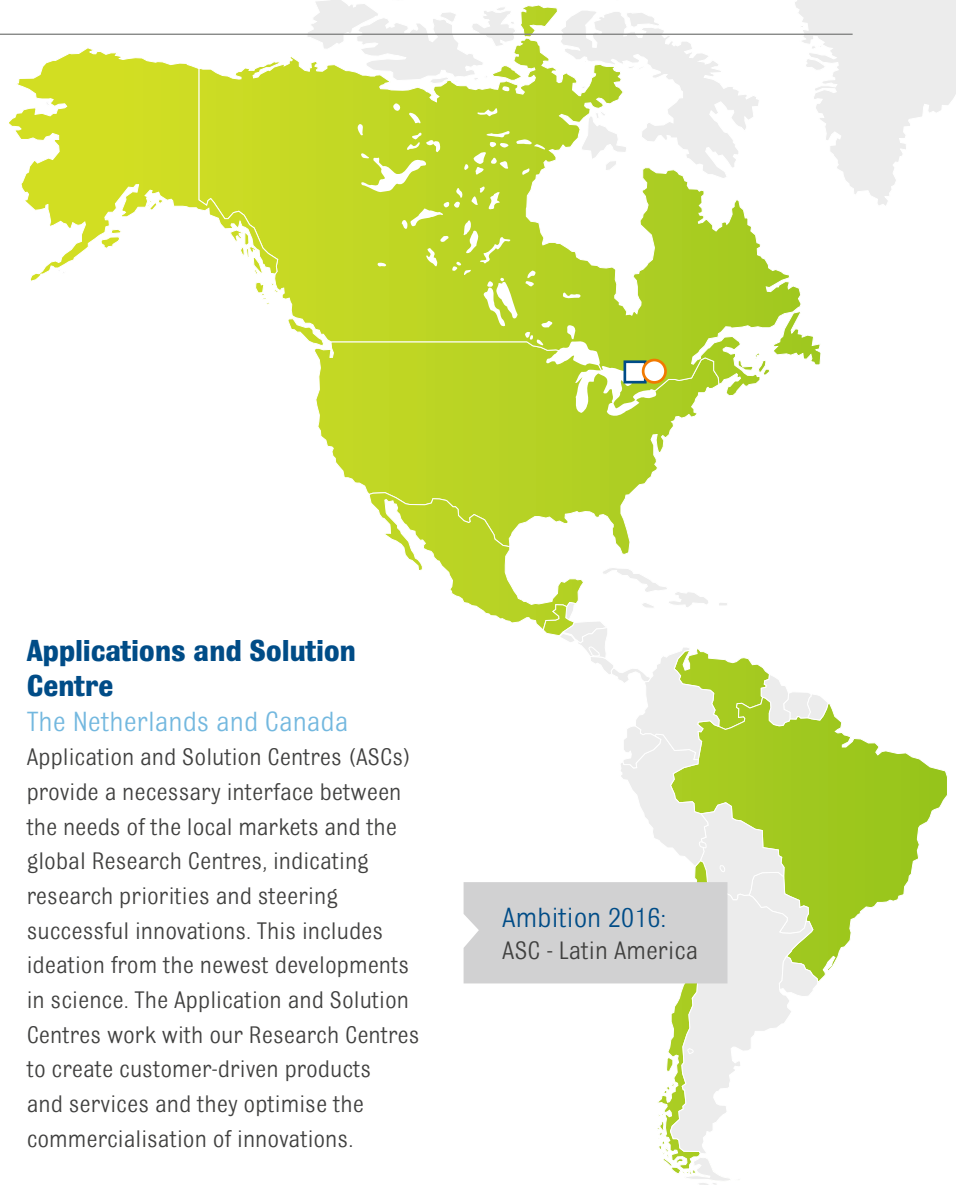 Applications and Solution
Centre
The Netherlands and Canada
Application and Solution Centres (ASCs)
provide a necessary interface between
the needs of the local markets and the
global Research Centres, indicating
research priorities and steering
successful innovations. This includes
ideation from the newest developments
in science. The Application and Solution
Centres work with our Research Centres
to create customer-driven products
and services and they optimise the
commercialisation of innovations.
Ambition 2016:
ASC - Latin America